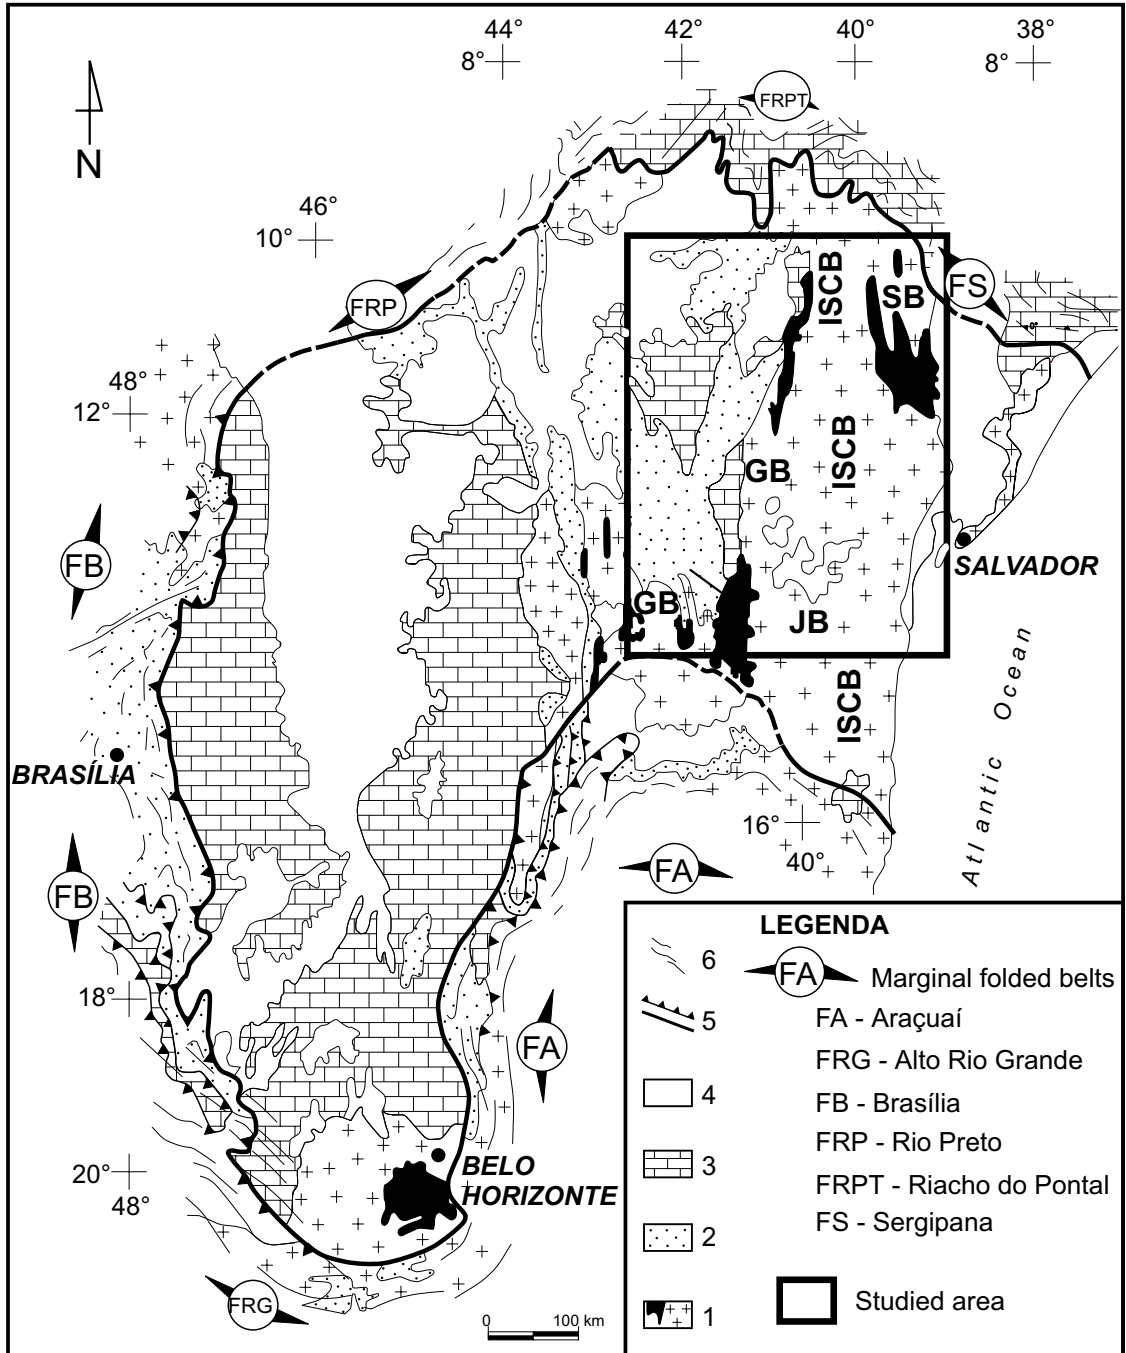 44°
42°
40°
38°
8°
8°
FRPT
N
46°
10°
ISCB
SB
FS
FRP
48°
12°
GB
ISCB
SALVADOR
FB
GB
JB
ISCB
BRASÍLIA
Atlantic Ocean
16°
40°
FA
FB
18°
FA
20°
48°
BELO
HORIZONTE
FRG
0
100 km
LEGENDA
6
5
4
3
2
1
FA
Marginal folded belts
FA - Araçuaí
FRG - Alto Rio Grande
FB - Brasília
FRP - Rio Preto
FRPT - Riacho do Pontal
FS - Sergipana
Studied area